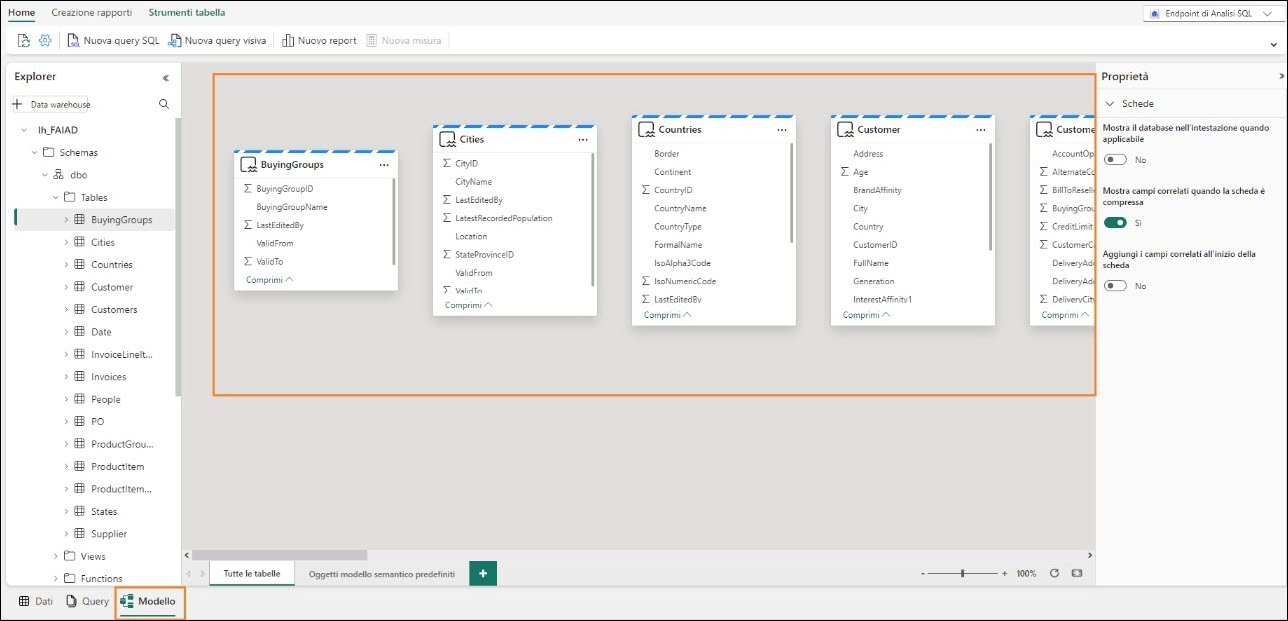 Home Creazione rapporti Strumenti tabella
Endpoint di Analisi SQL
Nuova query SQL Nuova query visiva Nuovo report Nuova misura
Explorer
Data warehouse
lh_FAIAD
Schemas
dbo
Tables
BuyingGroups
Cities
Countries
Customer
Customers
Date
InvoiceLineIt...
Invoices
People
PO
ProductGrou...
ProductItem
ProductItem...
States
Supplier
Views
Functions
BuyingGroups
BuyingGroupID
BuyingGroupName
LastEditedBy
ValidFrom
ValidTo
Comprimi
Cities
CityID
CityName
LastEditedBy
LatestRecordedPopulation
Location
StateProvinceID
ValidFrom
ValidTo
Comprimi
Countries
Border
Continent
CountryID
CountryName
CountryType
FormalName
IsoAlpha3Code
IsoNumericCode
LastEditedBy
Comprimi
Customer
Address
Age
BrandAffinity
City
Country
CustomerID
FullName
Generation
InterestAffinity1
Comprimi
Custome
AccountOp
AlternateCo
BillToReselle
BuyingGrou
CreditLimit
CustomerCa
DeliveryAdd
DeliveryAdd
DeliveryCity
Comprimi
Proprietà
Schede
Mostra il database nell'intestazione quando
applicabile
No
Mostra campi correlati quando la scheda è
compressa
Sì
Aggiungi i campi correlati all'inizio della
scheda
No
Tutte le tabelle Oggetti modello semantico predefiniti + - + 100%
Dati Query Modello